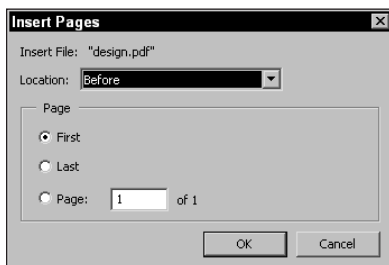 Insert Pages
Insert File: "design.pdf"
Location: Before
Page
First
Last
Page: 1 of 1
OK Cancel